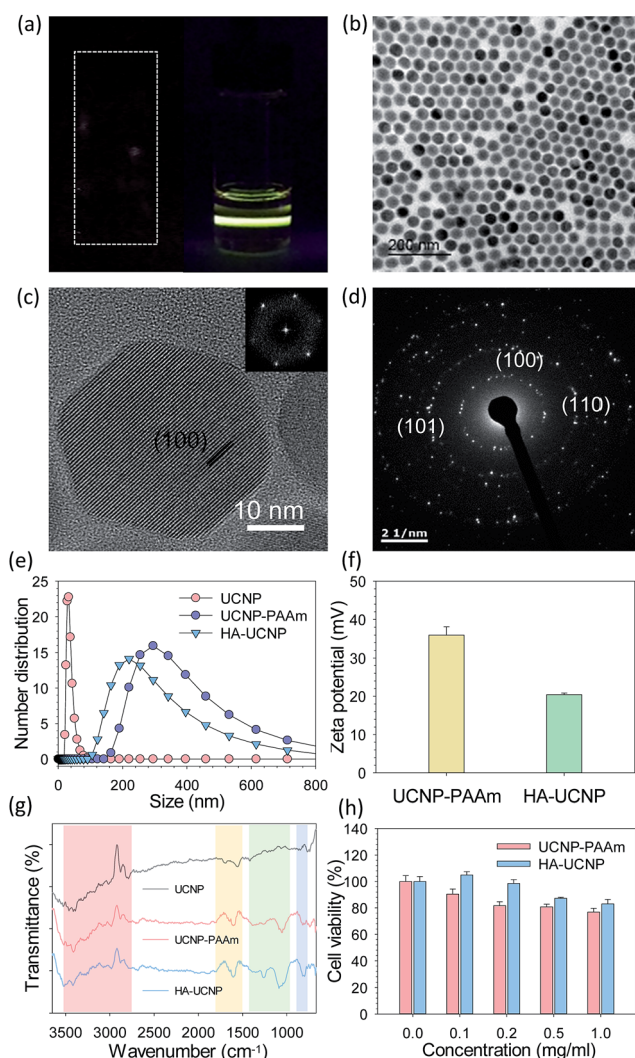 (a)
(b)
200 nm
(c)
(100)
10 nm
(d)
(100)
(110)
(101)
2 1/nm
(e)
25
20
15
10
5
0
Number distribution
UCNP
UCNP-PAAm
HA-UCNP
0 200 400 600 800
Size (nm)
(f)
50
40
30
20
10
0
Zeta potential (mV)
UCNP-PAAm HA-UCNP
(g)
Transmittance (%)
UCNP
UCNP-PAAm
HA-UCNP
3500 3000 2500 2000 1500 1000
Wavenumber (cm-1)
(h)
140
120
100
80
60
40
20
0
Cell viability (%)
UCNP-PAAm
HA-UCNP
0.0 0.1 0.2 0.5 1.0
Concentration (mg/ml)